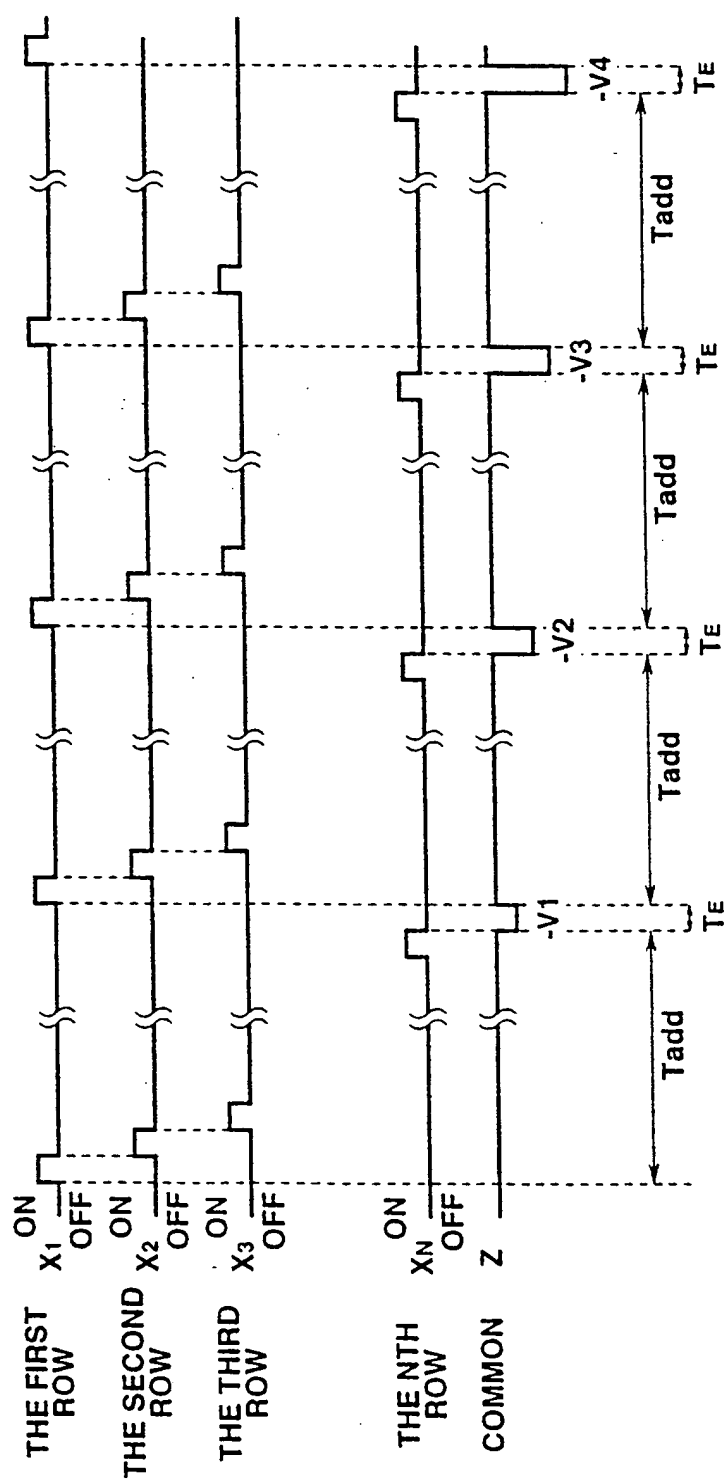 THE FIRST
ROW
X1
ON
OFF
THE SECOND
ROW
X2
ON
OFF
THE THIRD
ROW
X3
ON
OFF
THE NTH
ROW
XN
ON
OFF
COMMON
Z
-V1
-V2
-V3
-V4
Tadd
TE
Tadd
TE
Tadd
TE
Tadd
TE